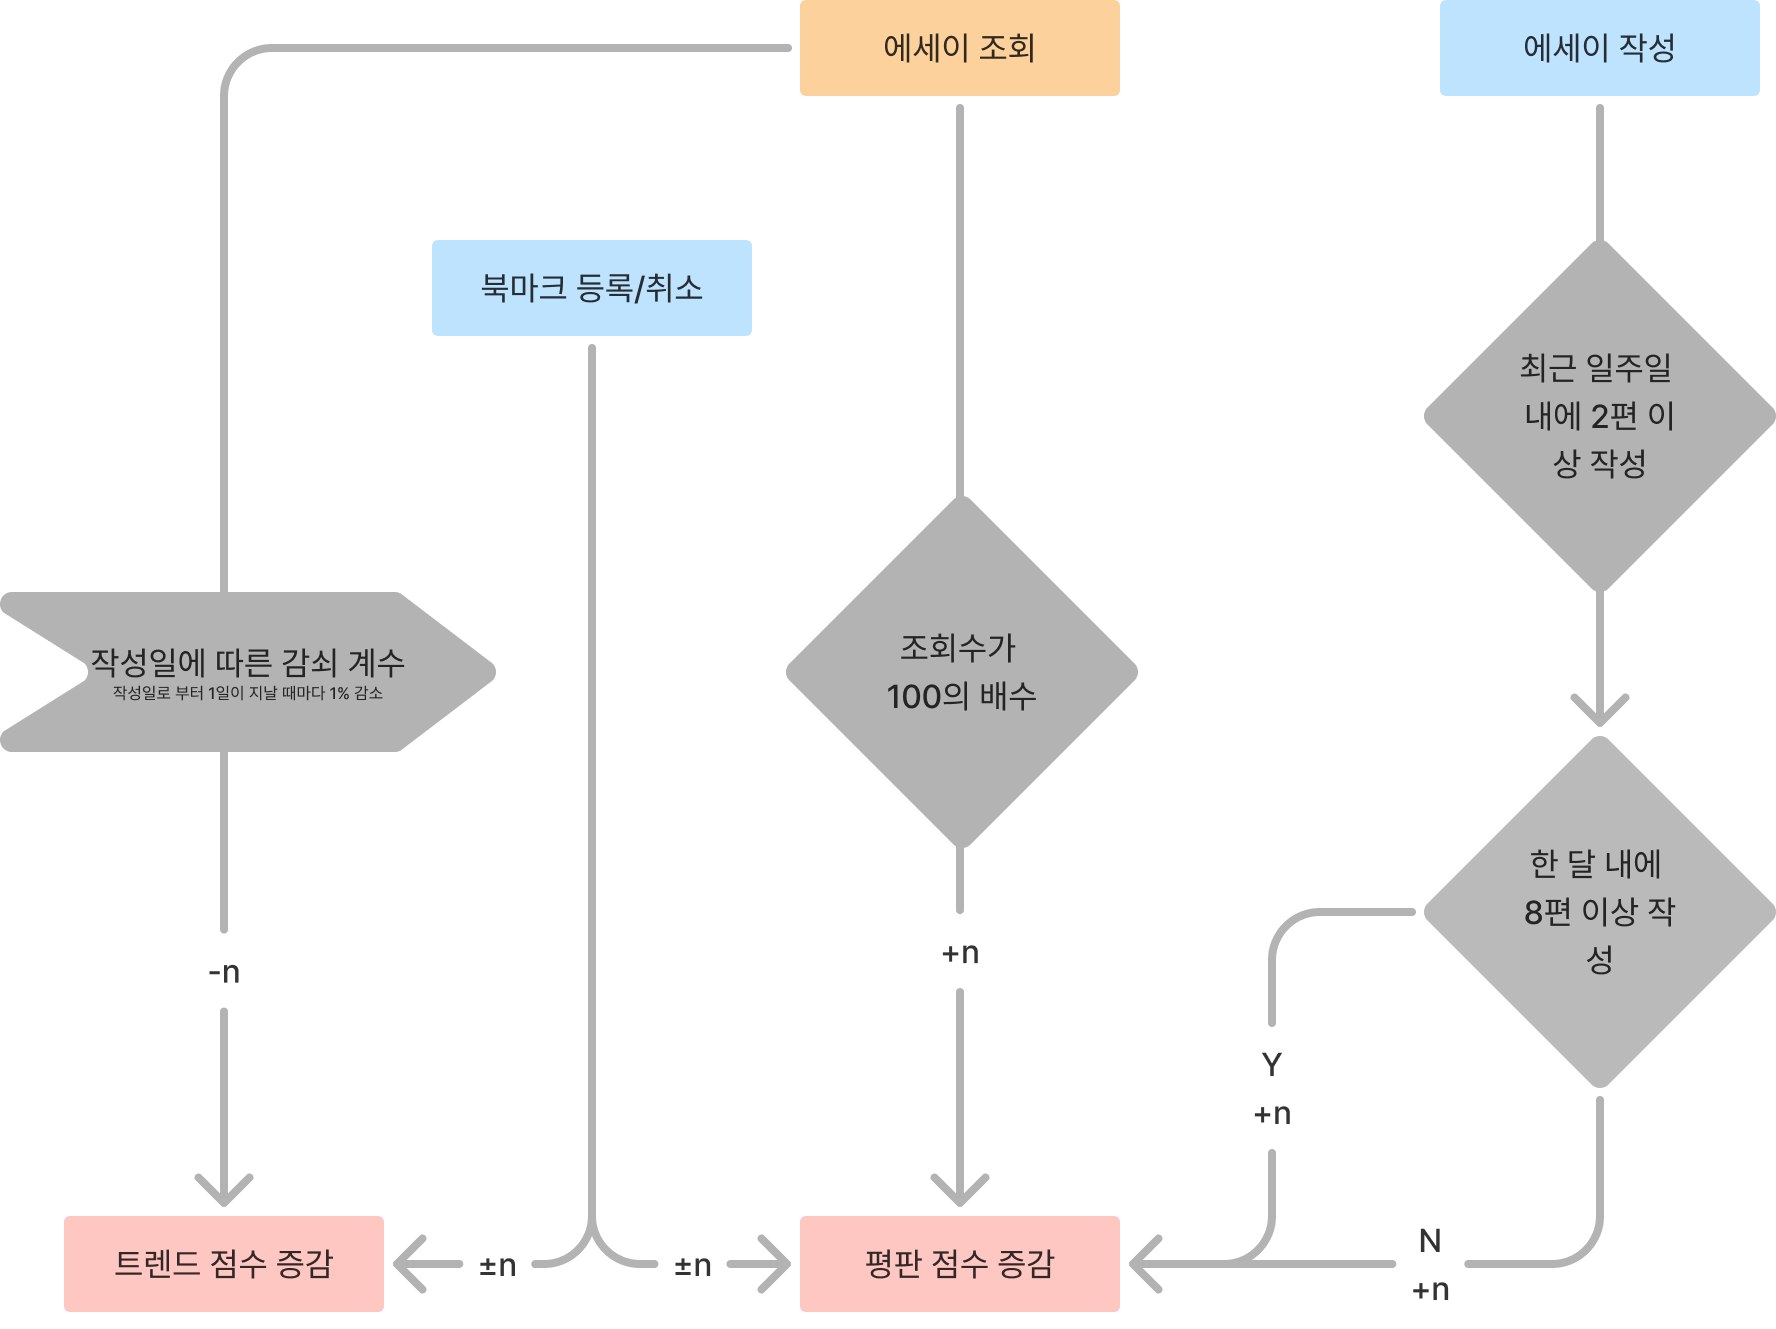 에세이 조회
에세이 작성
북마크 등록/취소
최근 일주일
내에 2편 이
상 작성
작성일에 따른 감쇠 계수
작성일로 부터 1일이 지날 때마다 1% 감소
조회수가
100의 배수
한 달 내에
8편 이상 작
성
-n
+n
Y
+n
N
+n
트렌드 점수 증감
±n
±n
평판 점수 증감